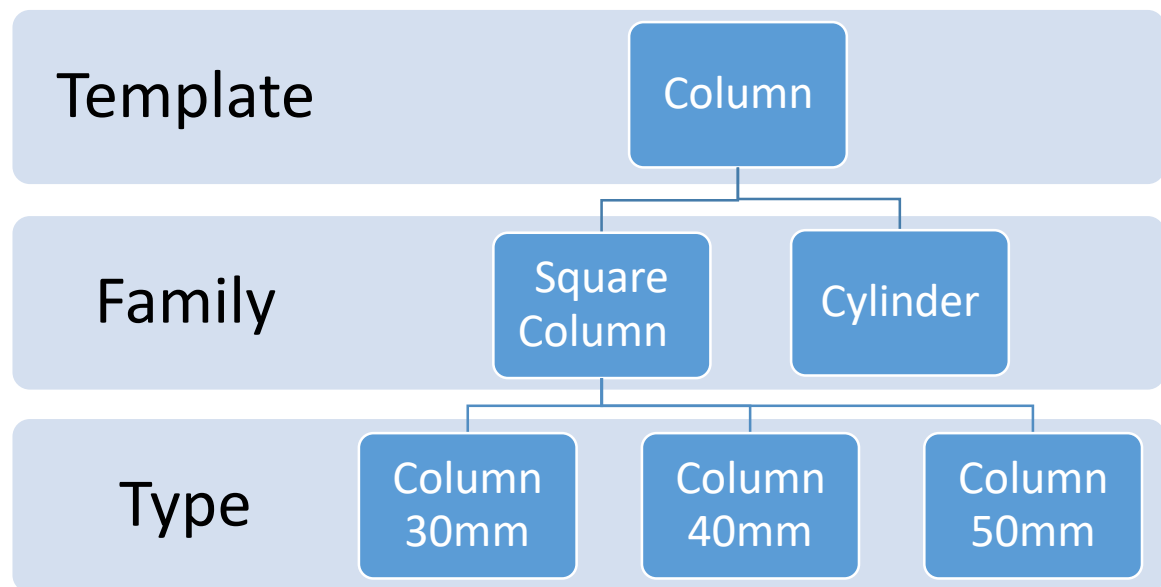 Template
Column
Family
Square
Column
Cylinder
Type
Column
30mm
Column
40mm
Column
50mm